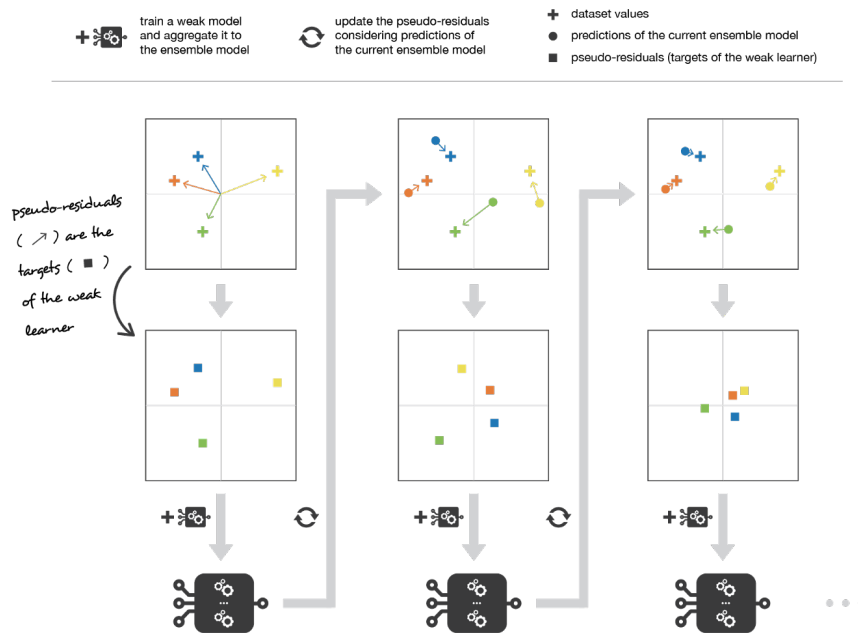 train a weak model
and aggregate it to
the ensemble model
update the pseudo-residuals
considering predictions of
the current ensemble model
dataset values
predictions of the current ensemble model
pseudo-residuals (targets of the weak learner)
pseudo-residuals
( ↗ ) are the
targets ( ■ )
of the weak
learner